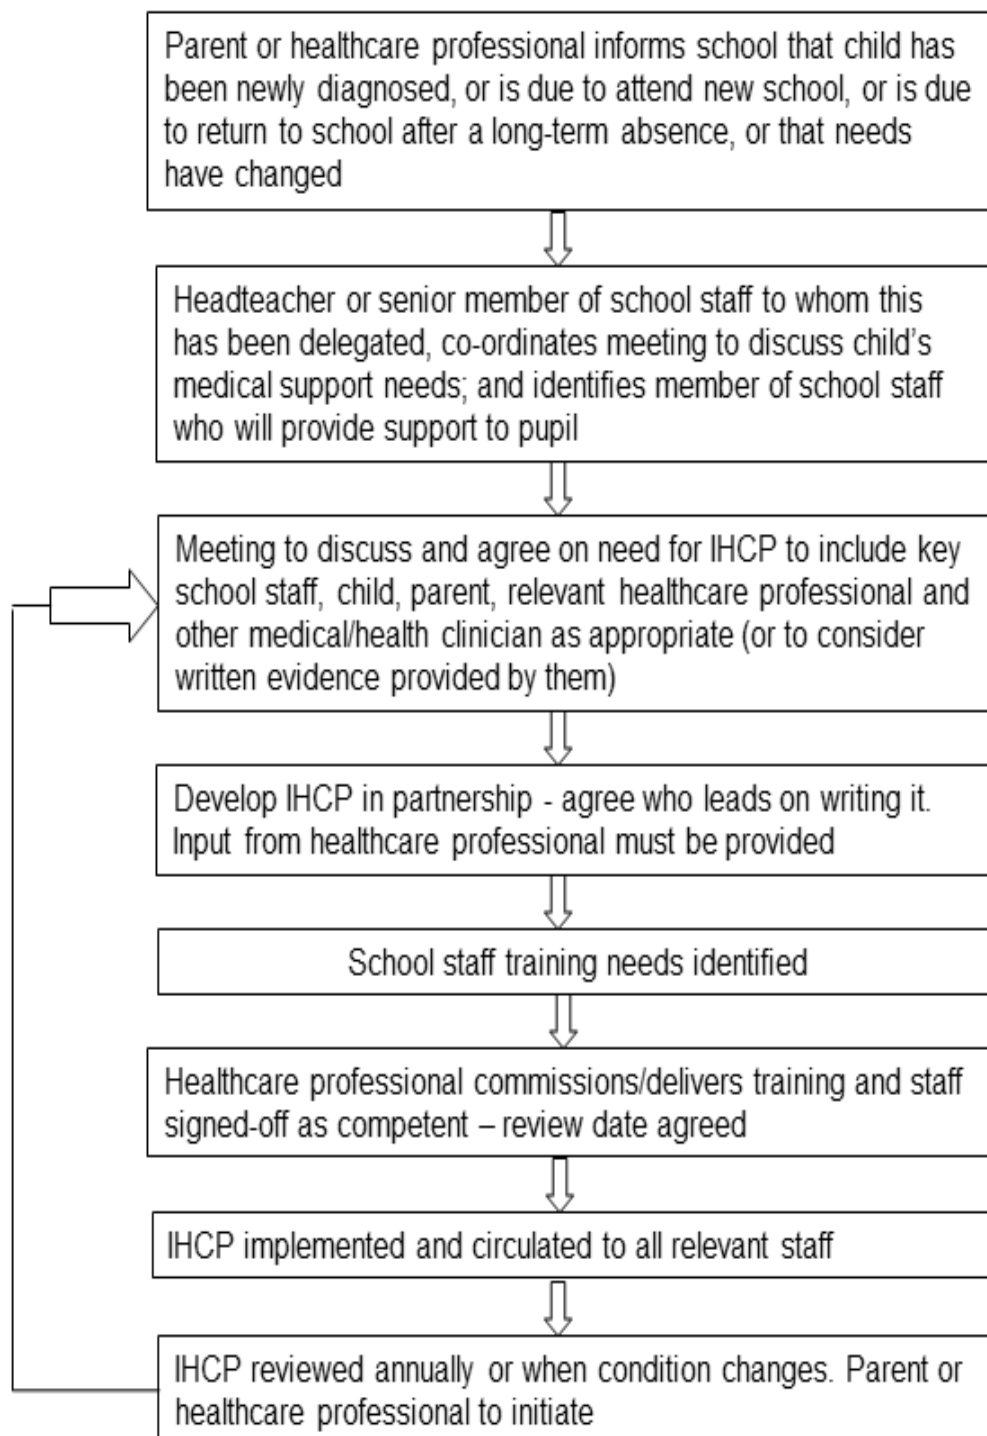 Parent or healthcare professional informs school that child has
been newly diagnosed, or is due to attend new school, or is due
to return to school after a long-term absence, or that needs
have changed
Headteacher or senior member of school staff to whom this
has been delegated, co-ordinates meeting to discuss child's
medical support needs; and identifies member of school staff
who will provide support to pupil
Meeting to discuss and agree on need for IHCP to include key
school staff, child, parent, relevant healthcare professional and
other medical/health clinician as appropriate (or to consider
written evidence provided by them)
Develop IHCP in partnership - agree who leads on writing it.
Input from healthcare professional must be provided
School staff training needs identified
Healthcare professional commissions/delivers training and staff
signed-off as competent – review date agreed
IHCP implemented and circulated to all relevant staff
IHCP reviewed annually or when condition changes. Parent or
healthcare professional to initiate